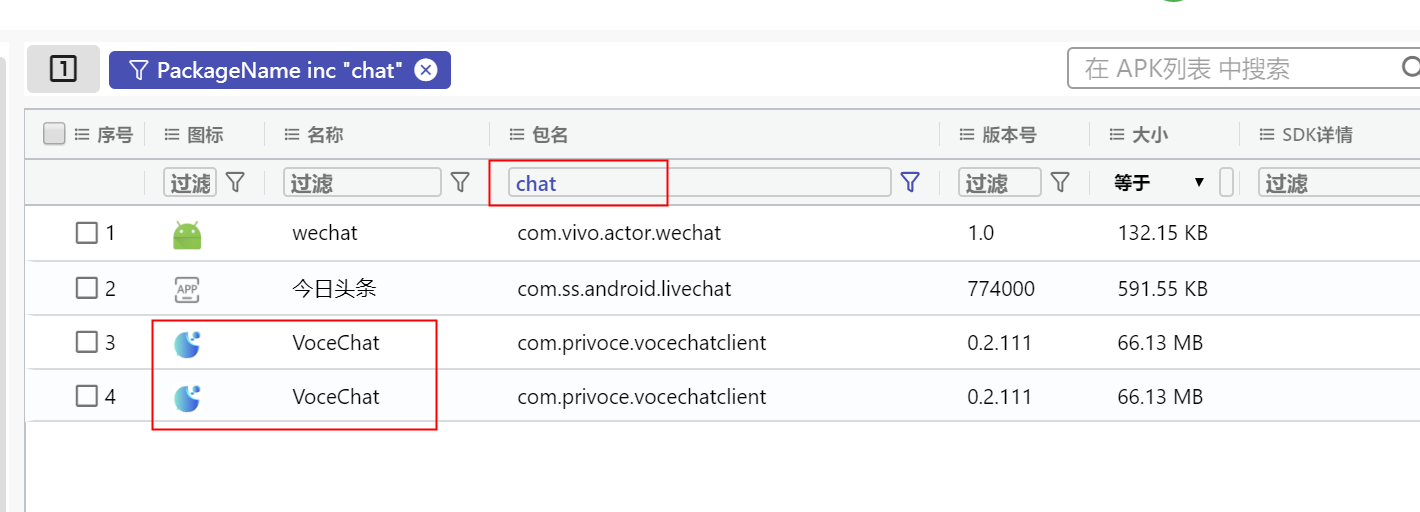 1 PackageName inc "chat" 在 APK列表 中搜索
序号 图标 名称 包名 版本号 大小 SDK详情
过滤 过滤 chat 过滤 等于 过滤
1 wechat com.vivo.actor.wechat 1.0 132.15 KB
2 APP 今日头条 com.ss.android.livechat 774000 591.55 KB
3 VoceChat com.privoce.vocechatclient 0.2.111 66.13 MB
4 VoceChat com.privoce.vocechatclient 0.2.111 66.13 MB